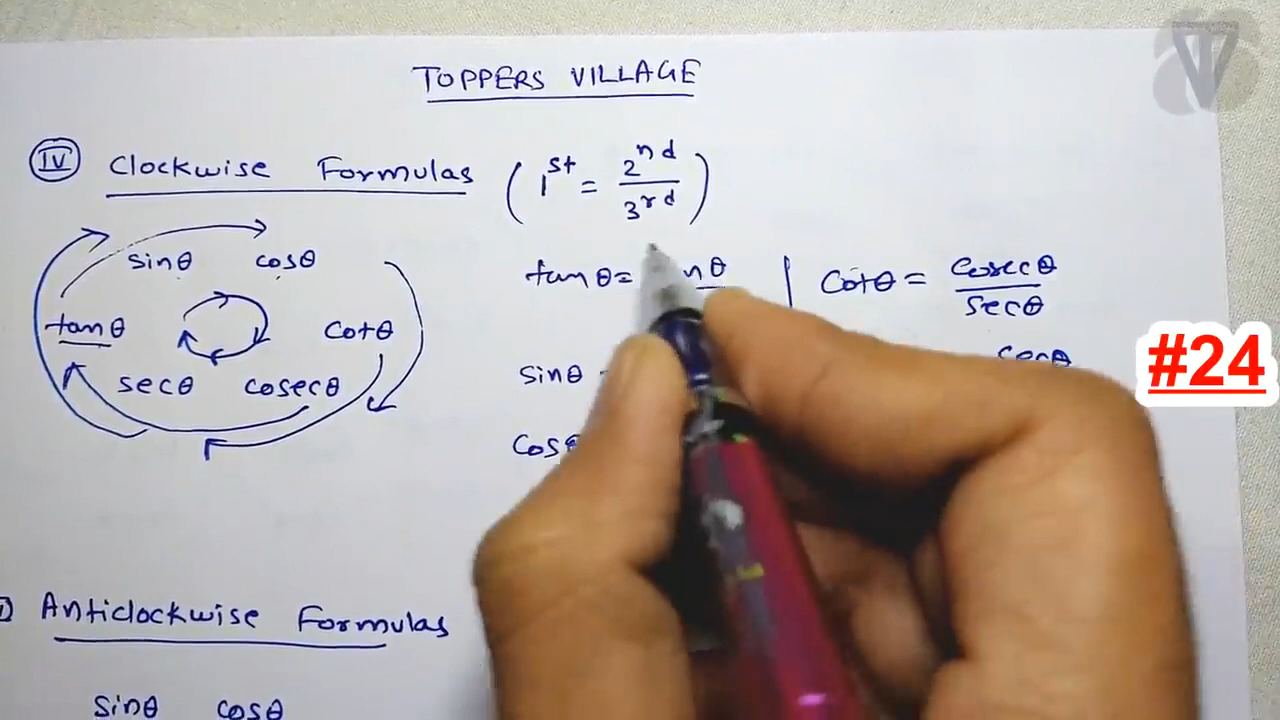 TOPPERS VILLAGE
IV Clockwise Formulas ( 1st = 2nd / 3rd )
sinθ cosθ
tanθ cotθ
secθ cosecθ
tanθ =
Cotθ = Cosecθ / secθ
sinθ
#24
Anticlockwise Formulas
sinθ cosθ